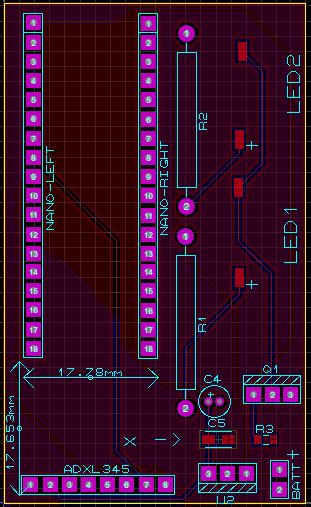 1 1 1
2 2
3 3
4 4
5 5
6 6
R2
LED2
7 7
+
8 8
NANO-LEFT
NANO-RIGHT
9 9
10 10
2
11 11
12 12
1
LED1
13 13
14 14
+
15 15
16 16
R1
17 17
18 18
17.78mm
17.653mm
Q1
C4
+
1 2 3
2
X
Y
C5
R3
BATT+
ADXL345
1 2 3 4 5 6 7 8
3 2 1
U2
1
2